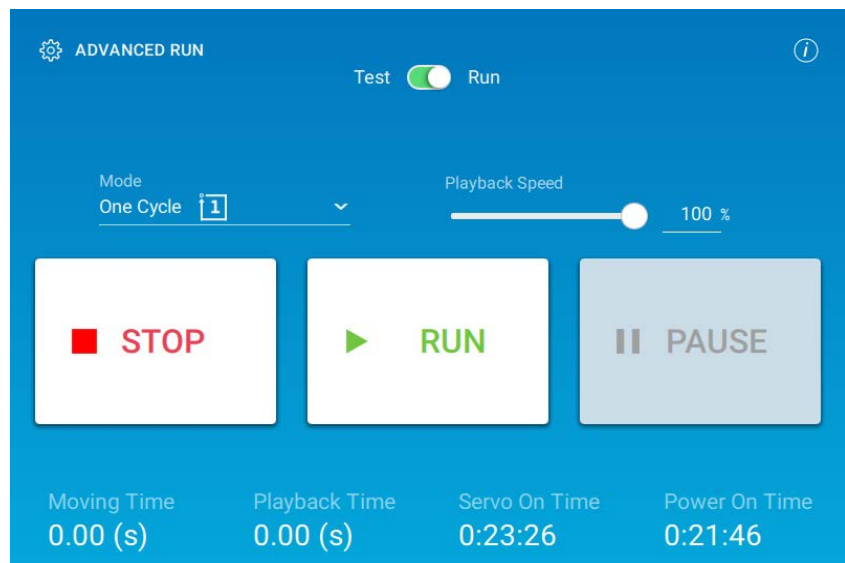 ADVANCED RUN
Test Run
Mode
One Cycle 1
Playback Speed
100 %
STOP
RUN
PAUSE
Moving Time
0.00 (s)
Playback Time
0.00 (s)
Servo On Time
0:23:26
Power On Time
0:21:46